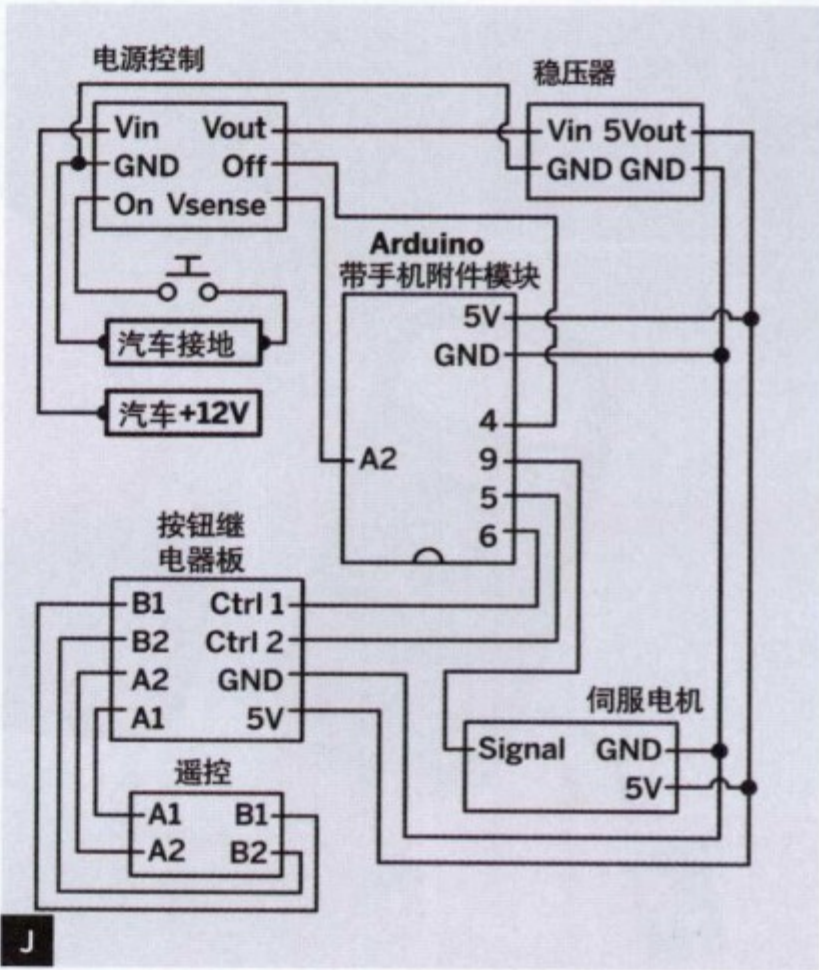 电源控制
稳压器
Vin Vout
GND Off
On Vsense
Vin 5Vout
GND GND
Arduino
带手机附件模块
5V
GND
4
A2 9
5
6
汽车接地
汽车+12V
按钮继
电器板
B1 Ctrl 1
B2 Ctrl 2
A2 GND
A1 5V
伺服电机
Signal GND
5V
遥控
A1 B1
A2 B2
J